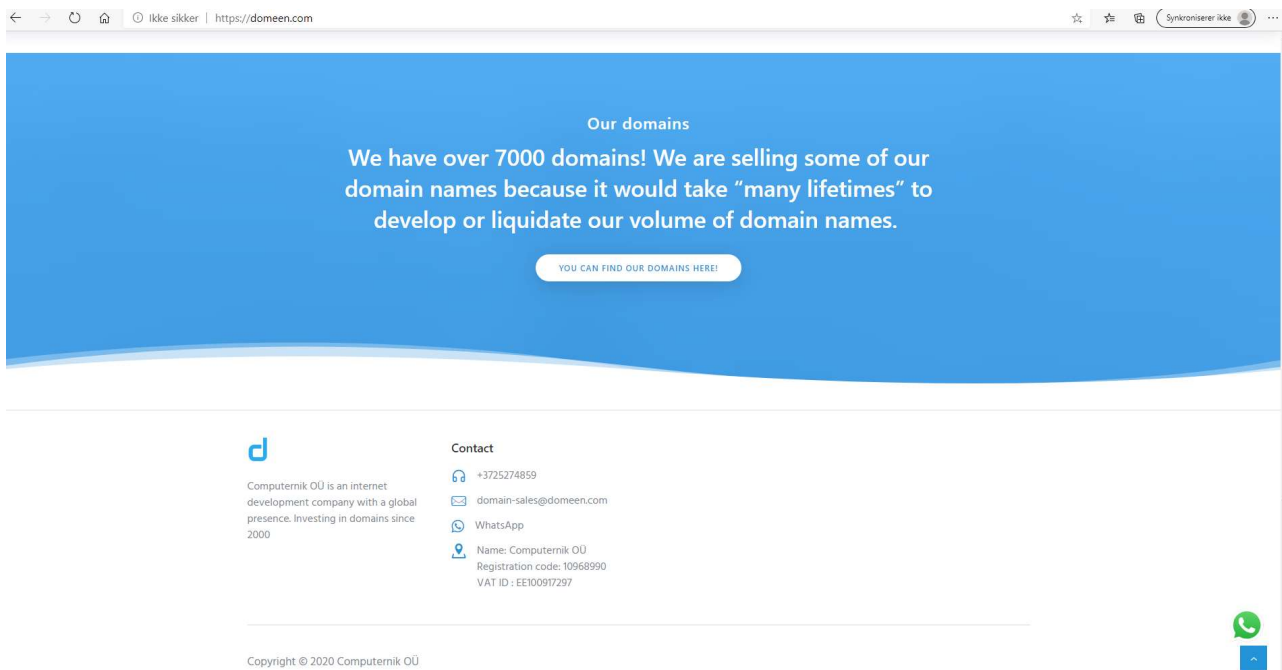 Ikke sikker | https://domeen.com
Synkroniserer ikke
Our domains
We have over 7000 domains! We are selling some of our
domain names because it would take “many lifetimes” to
develop or liquidate our volume of domain names.
YOU CAN FIND OUR DOMAINS HERE!
d
Computernik OÜ is an internet
development company with a global
presence. Investing in domains since
2000
Contact
+3725274859
domain-sales@domeen.com
WhatsApp
Name: Computernik OÜ
Registration code: 10968990
VAT ID : EE100917297
Copyright © 2020 Computernik OÜ